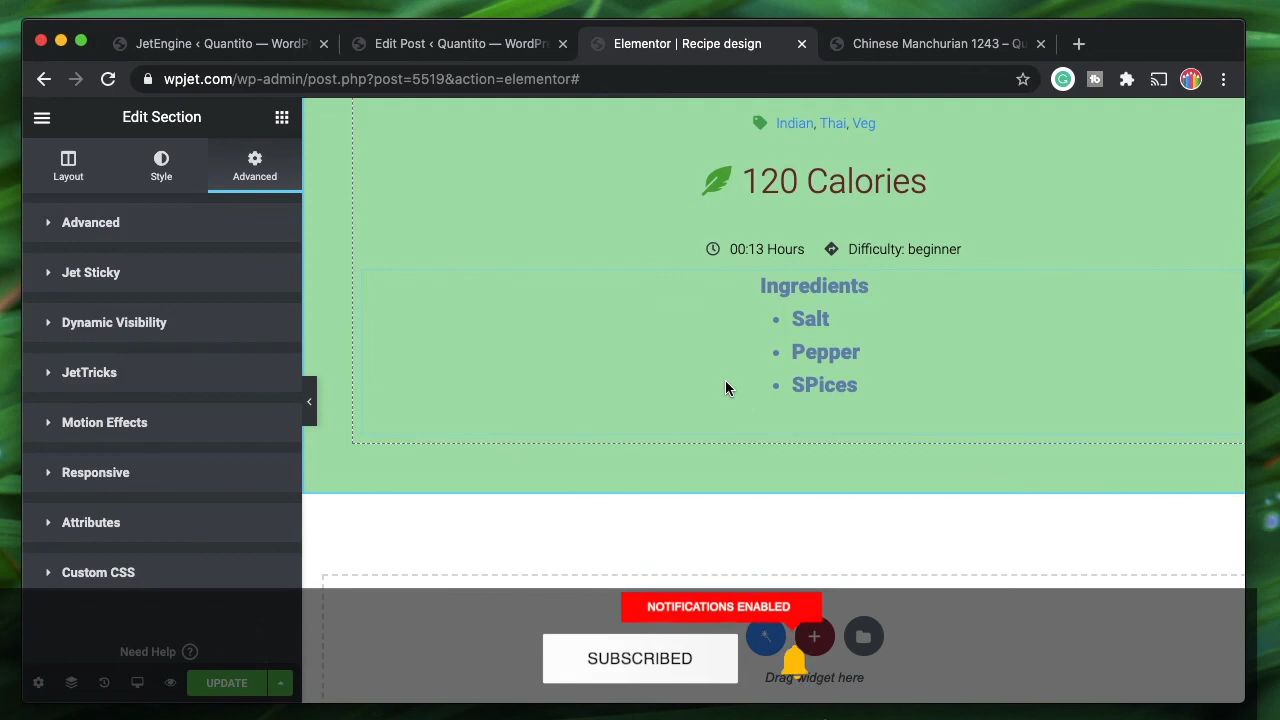 JetEngine ‹ Quantito — WordP
Edit Post ‹ Quantito — WordPr
Elementor | Recipe design
Chinese Manchurian 1243 – Qu
wpjet.com/wp-admin/post.php?post=5519&action=elementor#
Edit Section
Layout
Style
Advanced
Advanced
Jet Sticky
Dynamic Visibility
JetTricks
Motion Effects
Responsive
Attributes
Custom CSS
Need Help ?
UPDATE
Indian, Thai, Veg
120 Calories
00:13 Hours Difficulty: beginner
Ingredients
• Salt
• Pepper
• SPices
NOTIFICATIONS ENABLED
SUBSCRIBED
Drag widget here